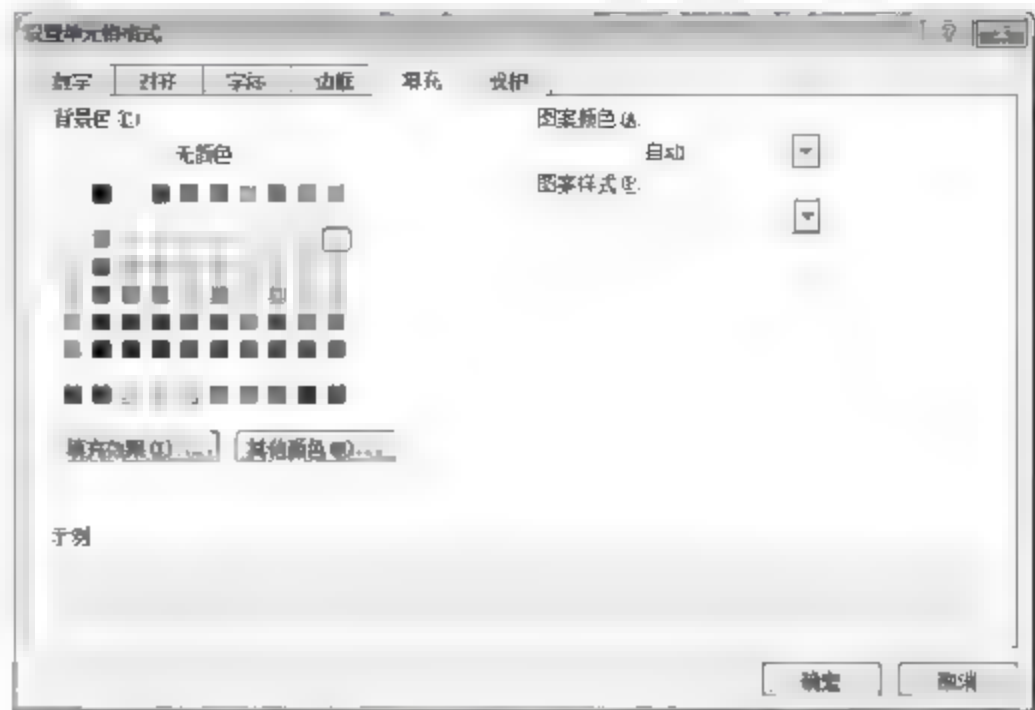 设置单元格格式
数字 对齐 字体 边框 填充 保护
背景色(C)
图案颜色(A)
无颜色
自动
图案样式(P)
填充效果(I)... 其他颜色(M)...
示例
确定 取消